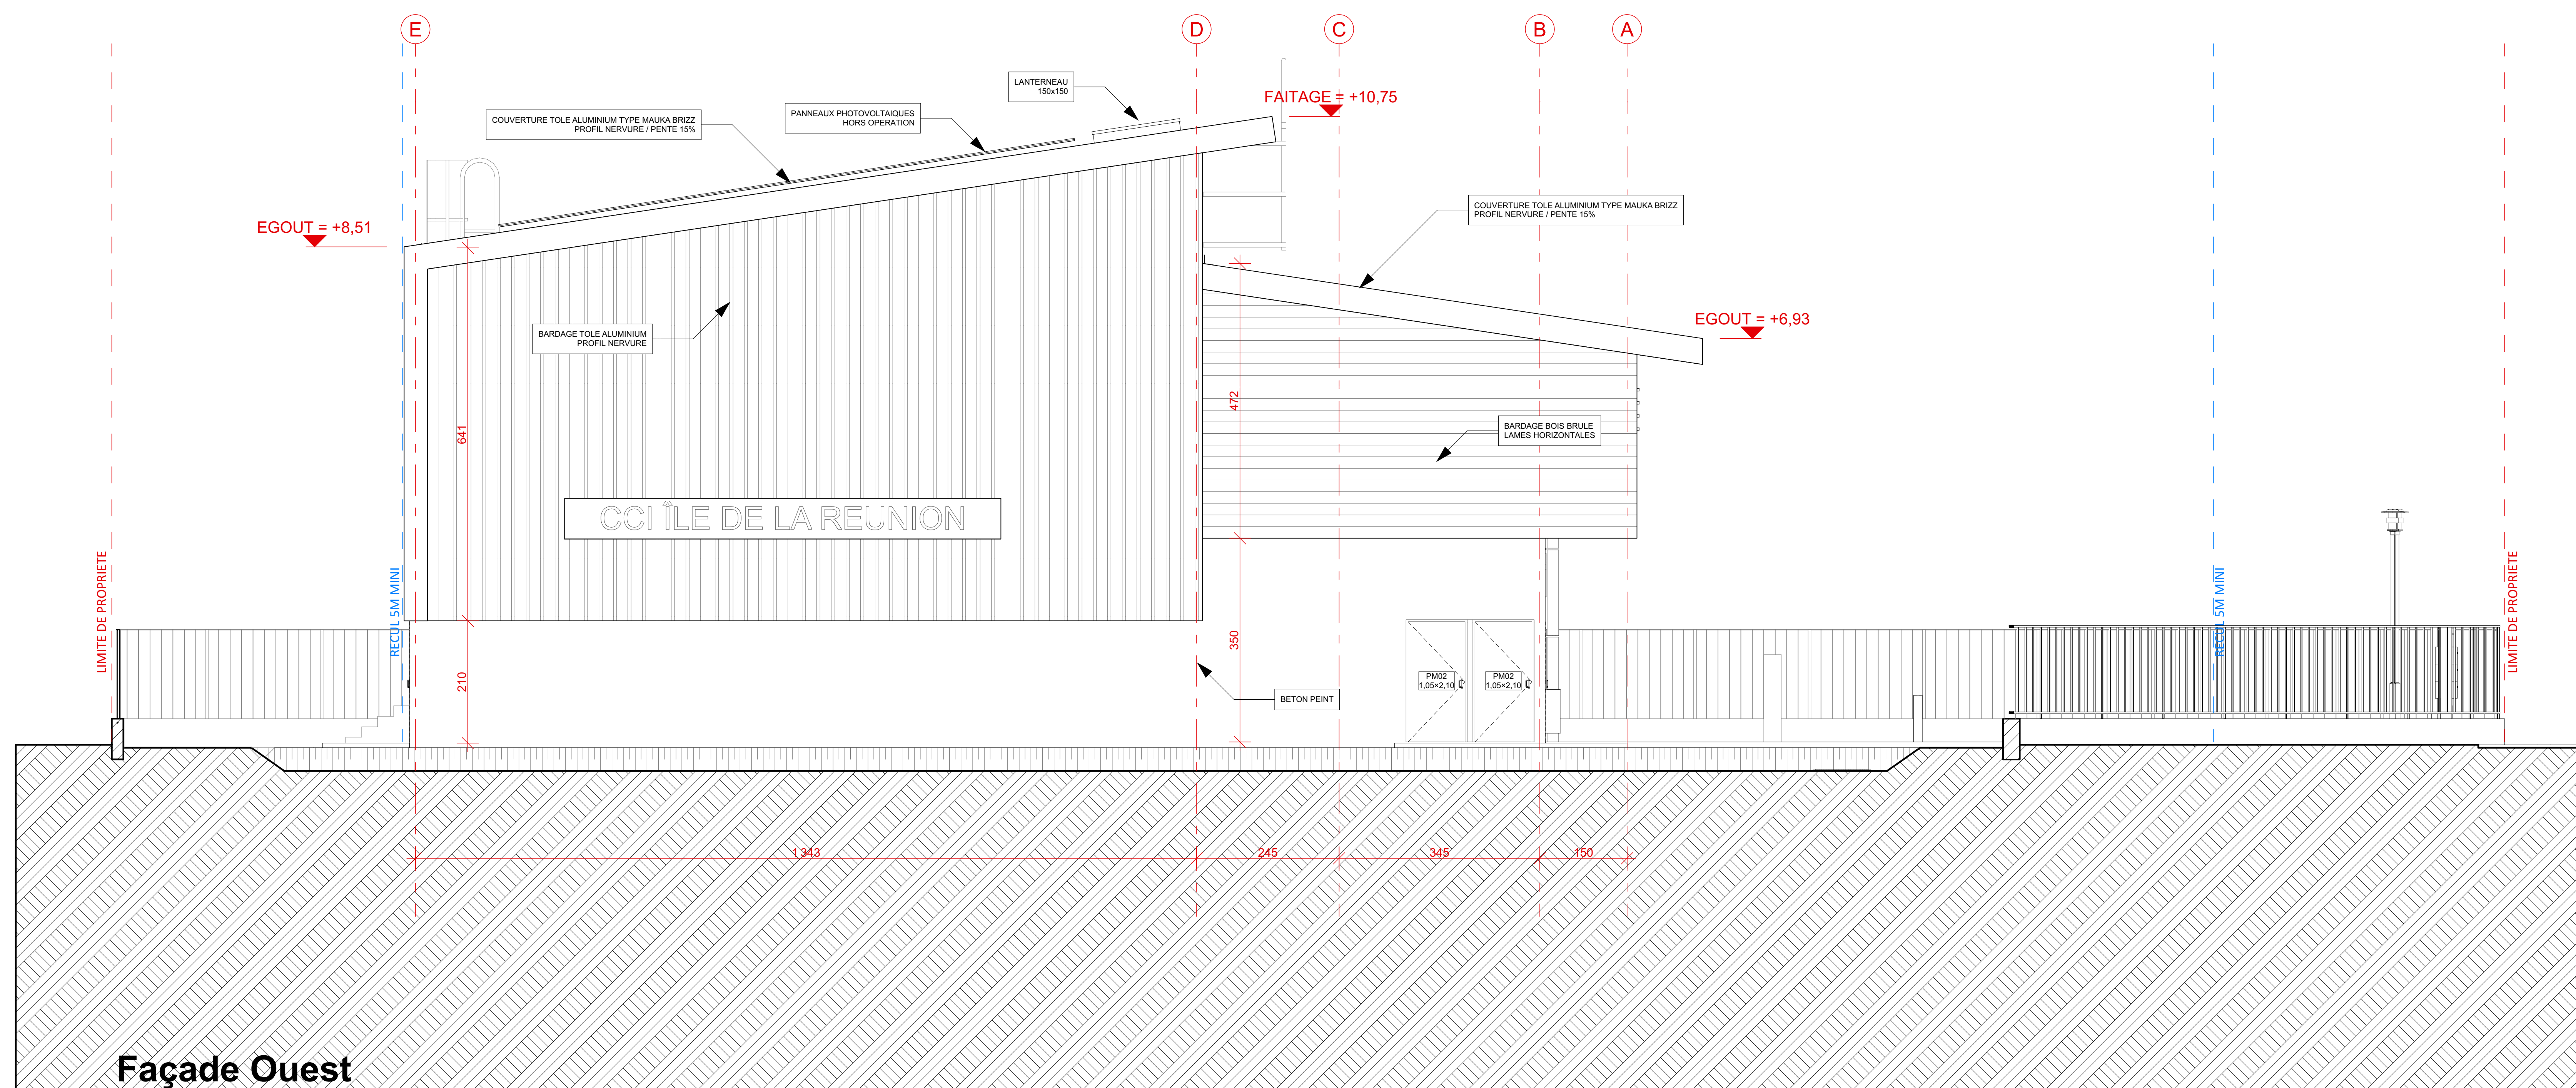 E
D
C
B
A
LANTERNEAU
150x150
FAITAGE = +10,75
COUVERTURE TOLE ALUMINIUM TYPE MAUKA BRIZZ
PROFIL NERVURE / PENTE 15%
PANNEAUX PHOTOVOLTAIQUES
HORS OPERATION
COUVERTURE TOLE ALUMINIUM TYPE MAUKA BRIZZ
PROFIL NERVURE / PENTE 15%
EGOUT = +8,51
EGOUT = +6,93
BARDAGE TOLE ALUMINIUM
PROFIL NERVURE
472
641
BARDAGE BOIS BRULE
LAMES HORIZONTALES
CCI ÎLE DE LA REUNION
LIMITE DE PROPRIETE
RECUL 5M MINI
RECUL 5M MINI
LIMITE DE PROPRIETE
210
350
PM02
1,05×2,10
PM02
1,05×2,10
BETON PEINT
1 343
245
345
150
Façade Ouest